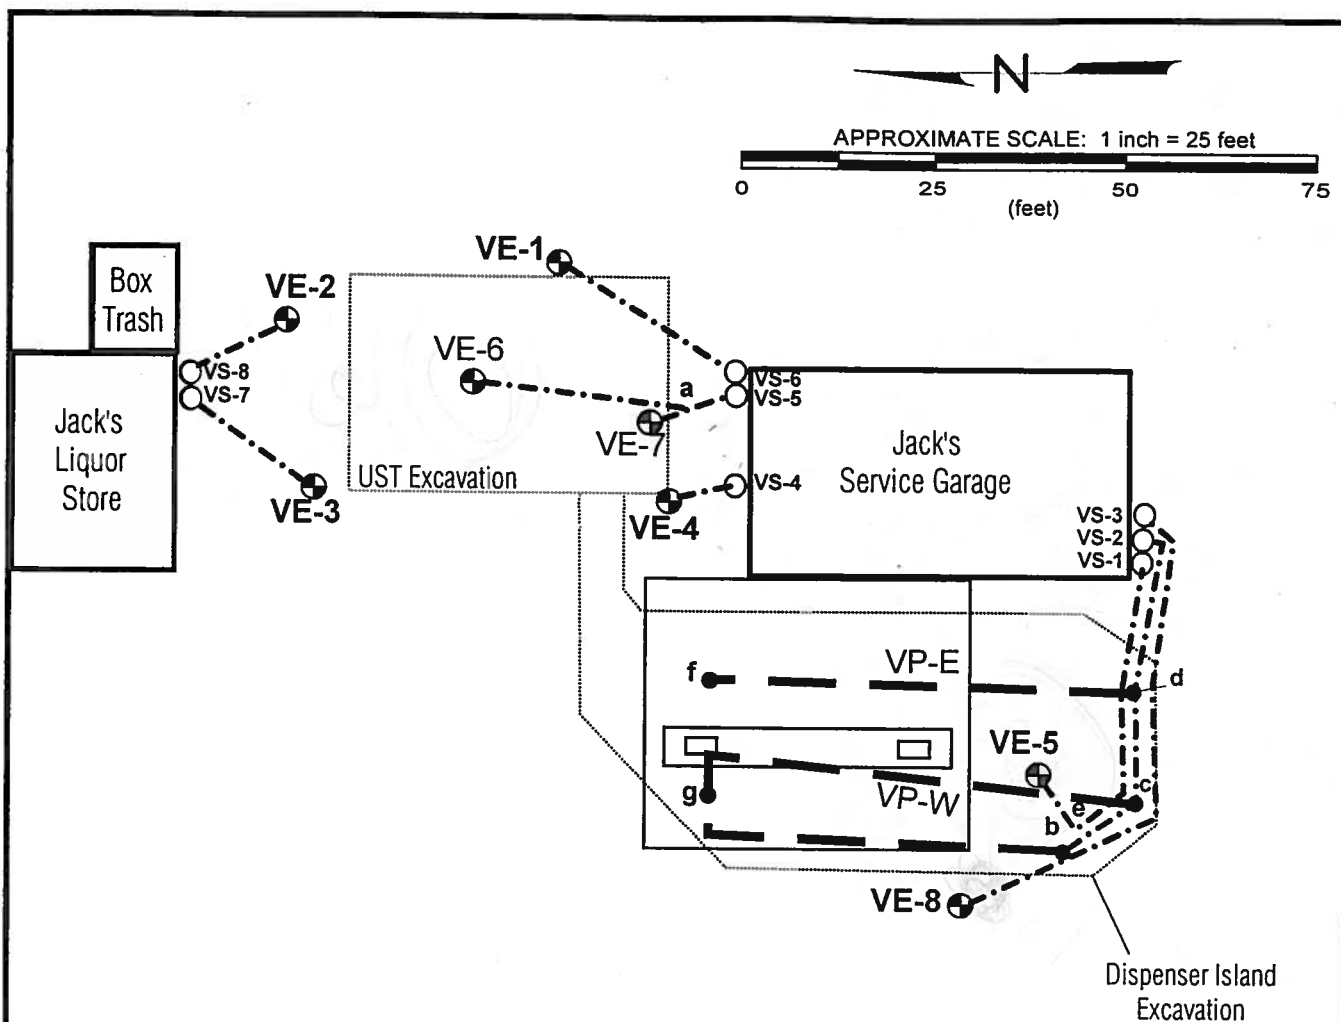 N
APPROXIMATE SCALE: 1 inch = 25 feet
0 25 50 75
(feet)
VE-1
Box
Trash
VE-2
VE-6
VS-8
VS-7
a
VS-6
VS-5
Jack's
Liquor
Store
VE-7
Jack's
Service Garage
UST Excavation
VS-4
VE-3
VE-4
VS-3
VS-2
VS-1
VP-E
f
d
VE-5
g
VP-W
c
e
b
VE-8
Dispenser Island
Excavation